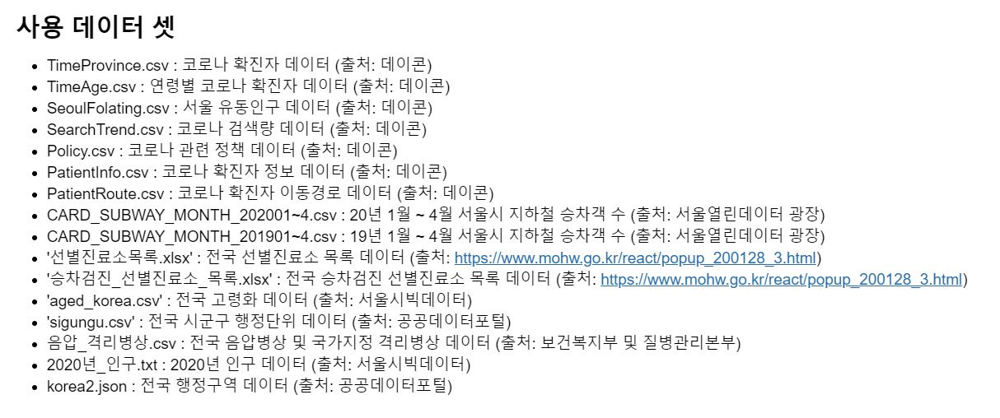 사용 데이터 셋
• TimeProvince.csv : 코로나 확진자 데이터 (출처: 데이콘)
• TimeAge.csv : 연령별 코로나 확진자 데이터 (출처: 데이콘)
• SeoulFolating.csv : 서울 유동인구 데이터 (출처: 데이콘)
• SearchTrend.csv : 코로나 검색량 데이터 (출처: 데이콘)
• Policy.csv : 코로나 관련 정책 데이터 (출처: 데이콘)
• PatientInfo.csv : 코로나 확진자 정보 데이터 (출처: 데이콘)
• PatientRoute.csv : 코로나 확진자 이동경로 데이터 (출처: 데이콘)
• CARD_SUBWAY_MONTH_202001~4.csv : 20년 1월 ~ 4월 서울시 지하철 승차객 수 (출처: 서울열린데이터 광장)
• CARD_SUBWAY_MONTH_201901~4.csv : 19년 1월 ~ 4월 서울시 지하철 승차객 수 (출처: 서울열린데이터 광장)
• '선별진료소목록.xlsx' : 전국 선별진료소 목록 데이터 (출처: https://www.mohw.go.kr/react/popup_200128_3.html)
• '승차검진_선별진료소_목록.xlsx' : 전국 승차검진 선별진료소 목록 데이터 (출처: https://www.mohw.go.kr/react/popup_200128_3.html)
• 'aged_korea.csv' : 전국 고령화 데이터 (출처: 서울시빅데이터)
• 'sigungu.csv' : 전국 시군구 행정단위 데이터 (출처: 공공데이터포털)
• 음압_격리병상.csv : 전국 음압병상 및 국가지정 격리병상 데이터 (출처: 보건복지부 및 질병관리본부)
• 2020년_인구.txt : 2020년 인구 데이터 (출처: 서울시빅데이터)
• korea2.json : 전국 행정구역 데이터 (출처: 공공데이터포털)